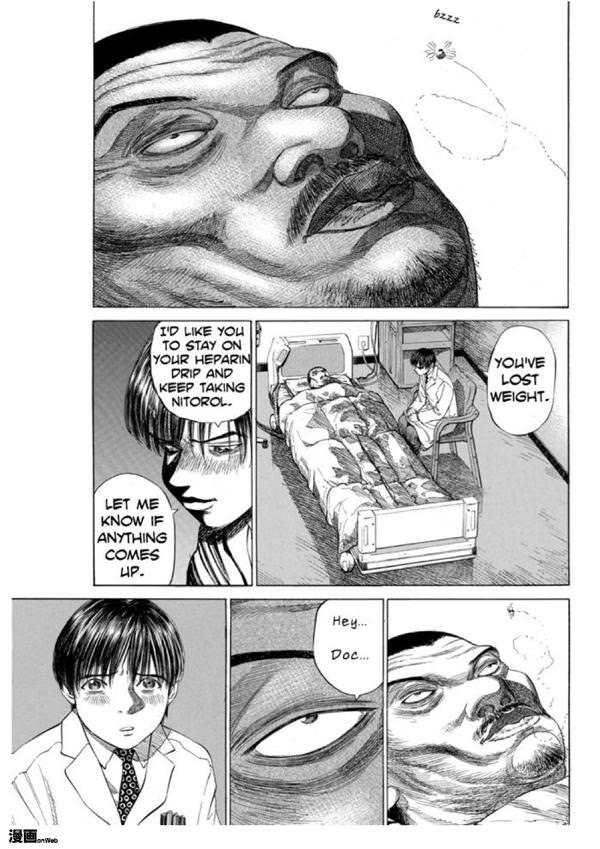 bzzz
YOU'VE
LOST
WEIGHT.
I'D LIKE YOU
TO STAY ON
YOUR HEPARIN
DRIP AND
KEEP TAKING
NITOROL.
LET ME
KNOW IF
ANYTHING
COMES
UP.
Hey...
Doc...
漫画onWeb